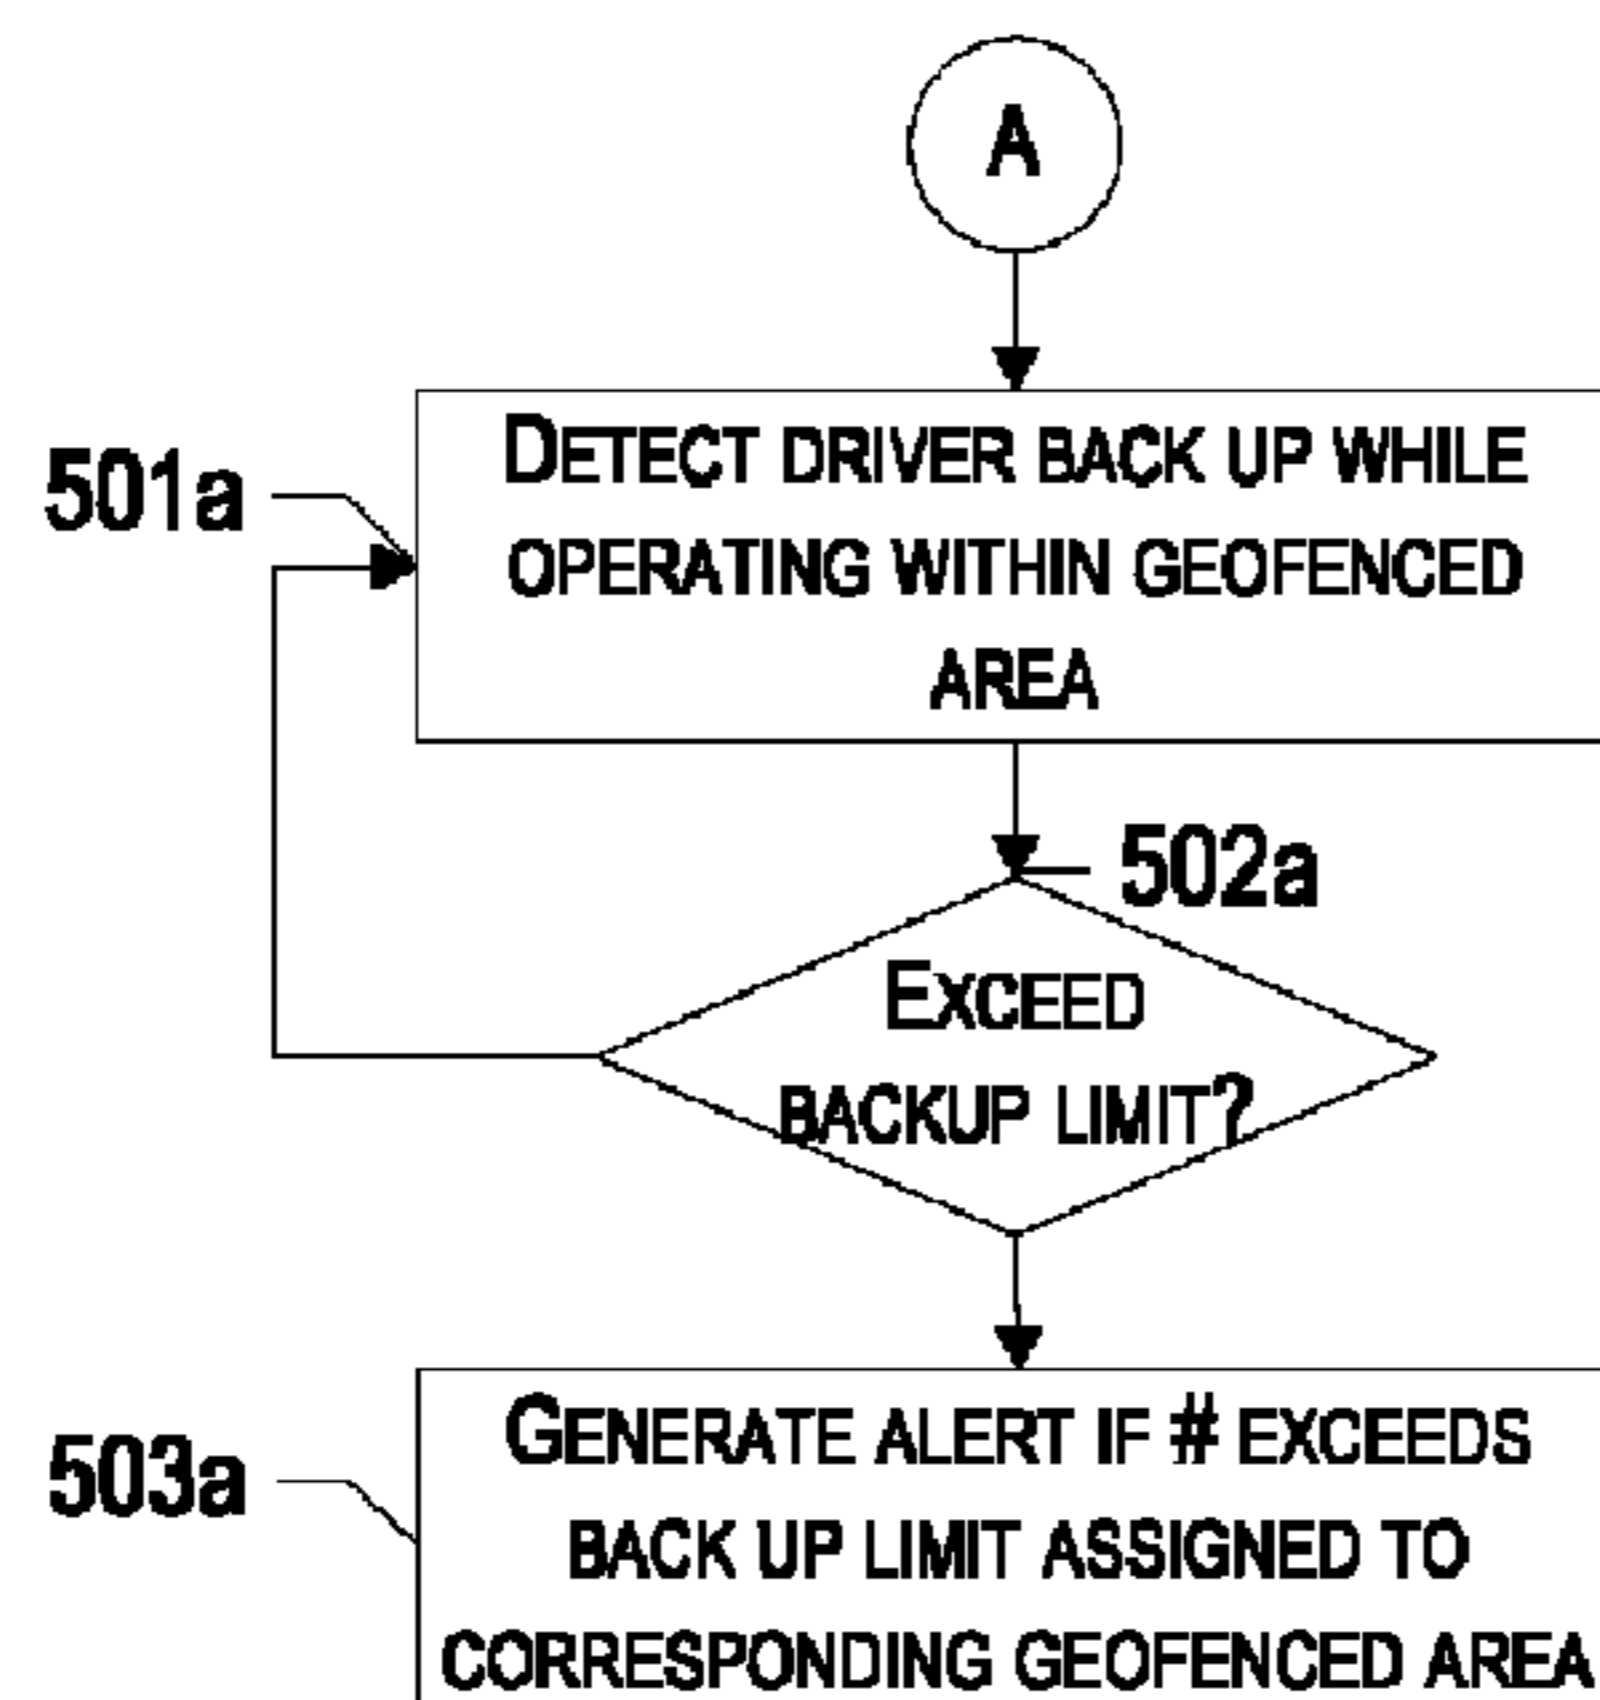 A
501a
DETECT DRIVER BACK UP WHILE
OPERATING WITHIN GEOFENCED
AREA
502a
EXCEED
BACKUP LIMIT?
503a
GENERATE ALERT IF # EXCEEDS
BACK UP LIMIT ASSIGNED TO
CORRESPONDING GEOFENCED AREA